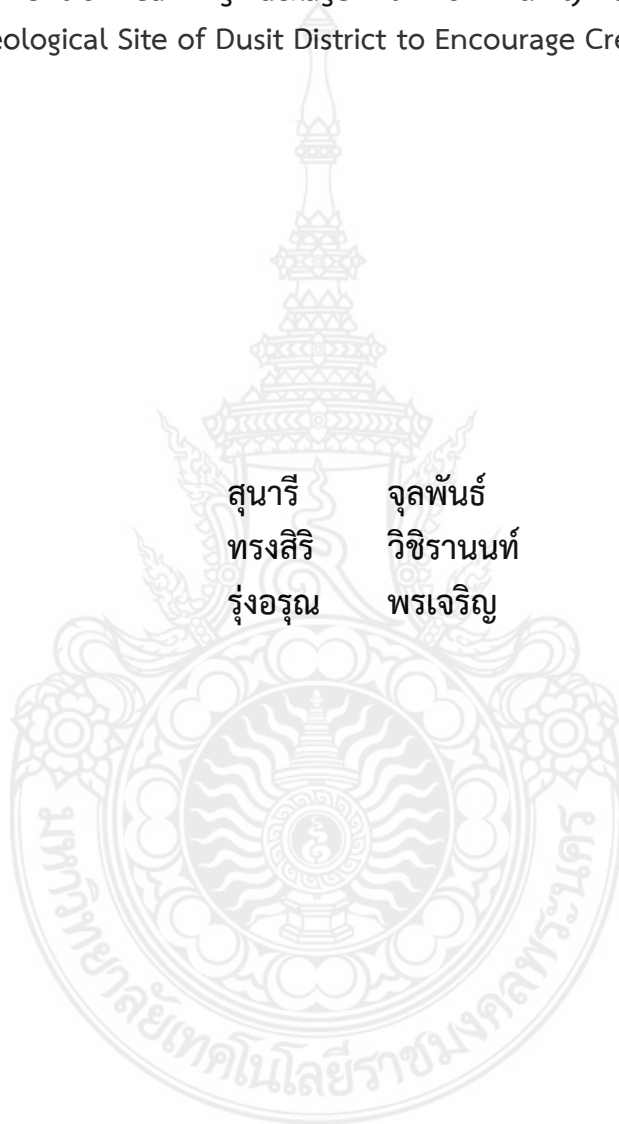 eological Site of Dusit District to Encourage Cre
สุนารี จุลพันธ์
ทรงสิริ วิชิรานนท์
รุ่งอรุณ พรเจริญ
มหาวิทยาลัยเทคโนโลยีราชมงคลพระนคร